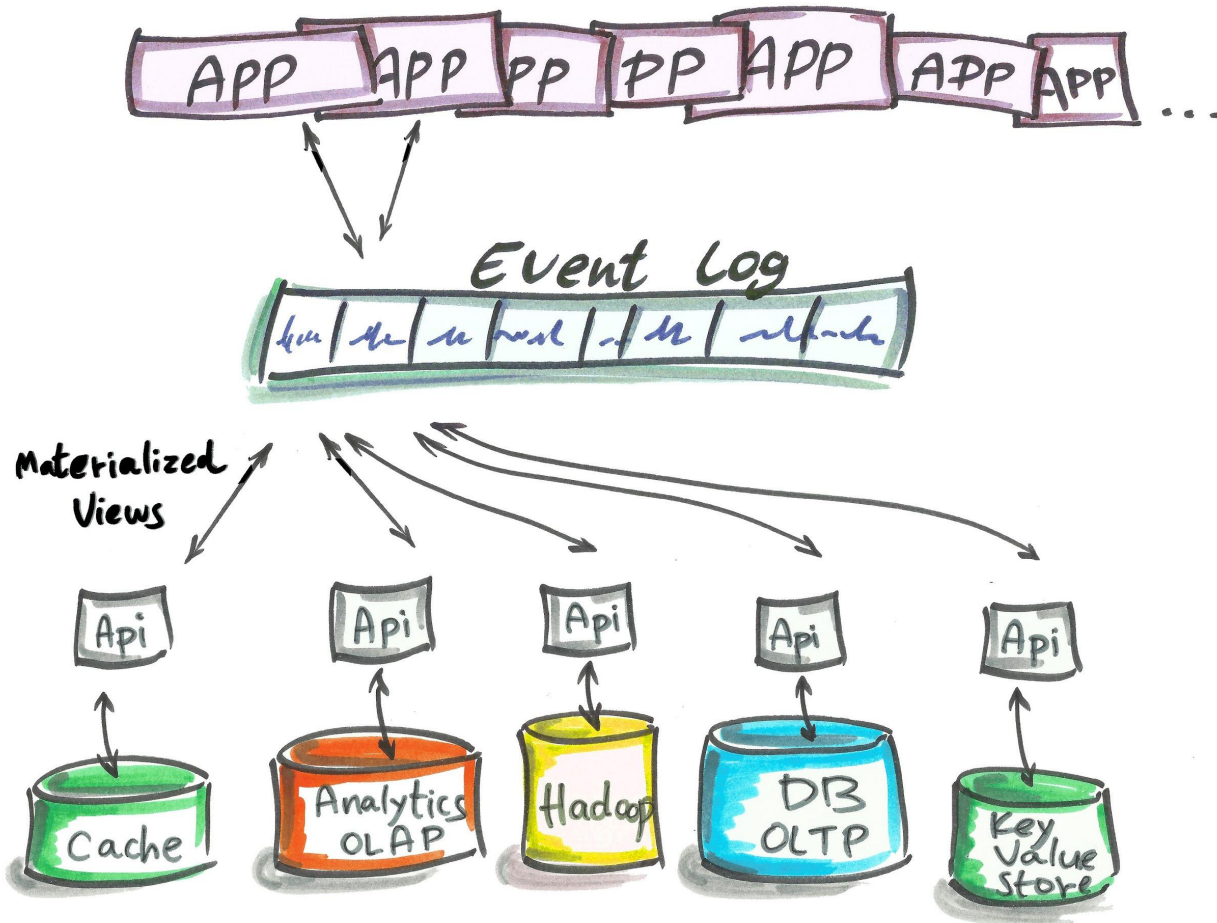 APP APP PP PP APP APP APP ...
Event Log
Materialized
Views
Api Api Api Api Api
Cache
Analytics
OLAP
Hadoop
DB
OLTP
Key
Value
Store